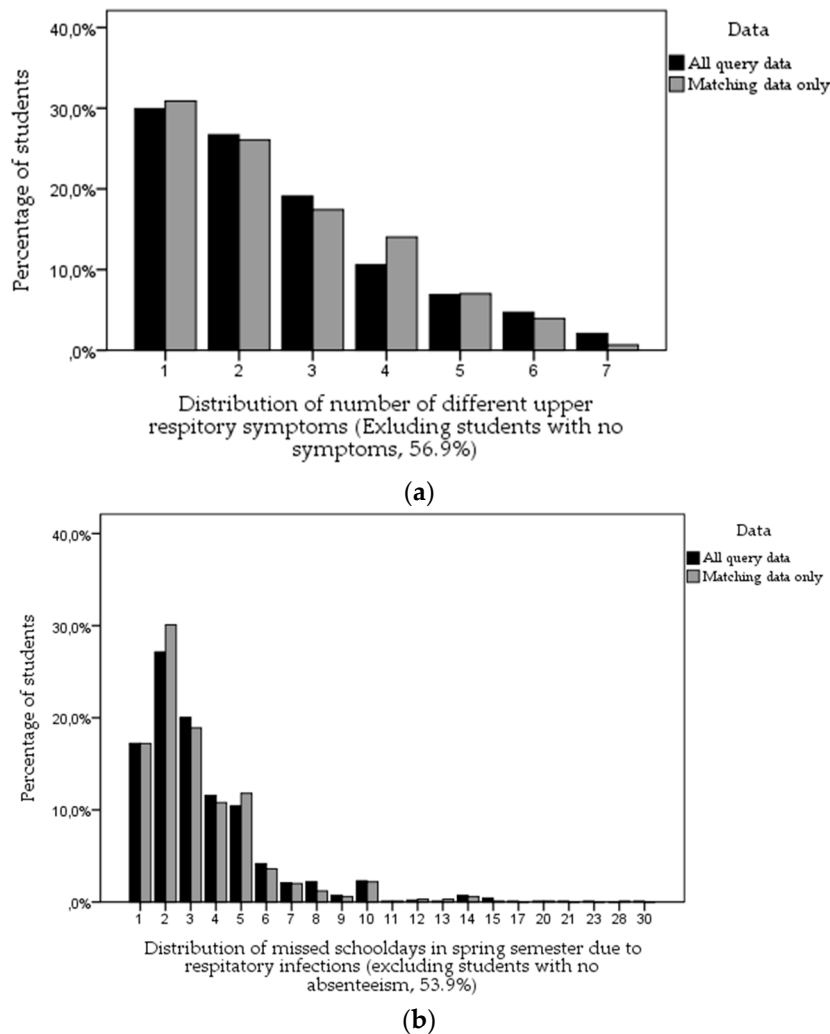 40,0%
30,0%
20,0%
10,0%
,0%
Percentage of students
Data
All query data
Matching data only
1 2 3 4 5 6 7
Distribution of number of different upper
respitory symptoms (Exluding students with no
symptoms, 56.9%)
(a)
40,0%
30,0%
20,0%
10,0%
,0%
Percentage of students
Data
All query data
Matching data only
1 2 3 4 5 6 7 8 9 10 11 12 13 14 15 17 20 21 23 28 30
Distribution of missed schooldays in spring semester due to
respitatory infections (excluding students with no
absenteeism, 53.9%)
(b)